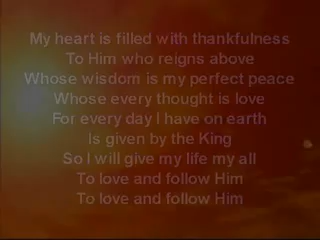 My heart is filled with thankfulness
To Him who reigns above
Whose wisdom is my perfect peace
Whose every thought is love
For every day I have on earth
Is given by the King
So I will give my life my all
To love and follow Him
To love and follow Him